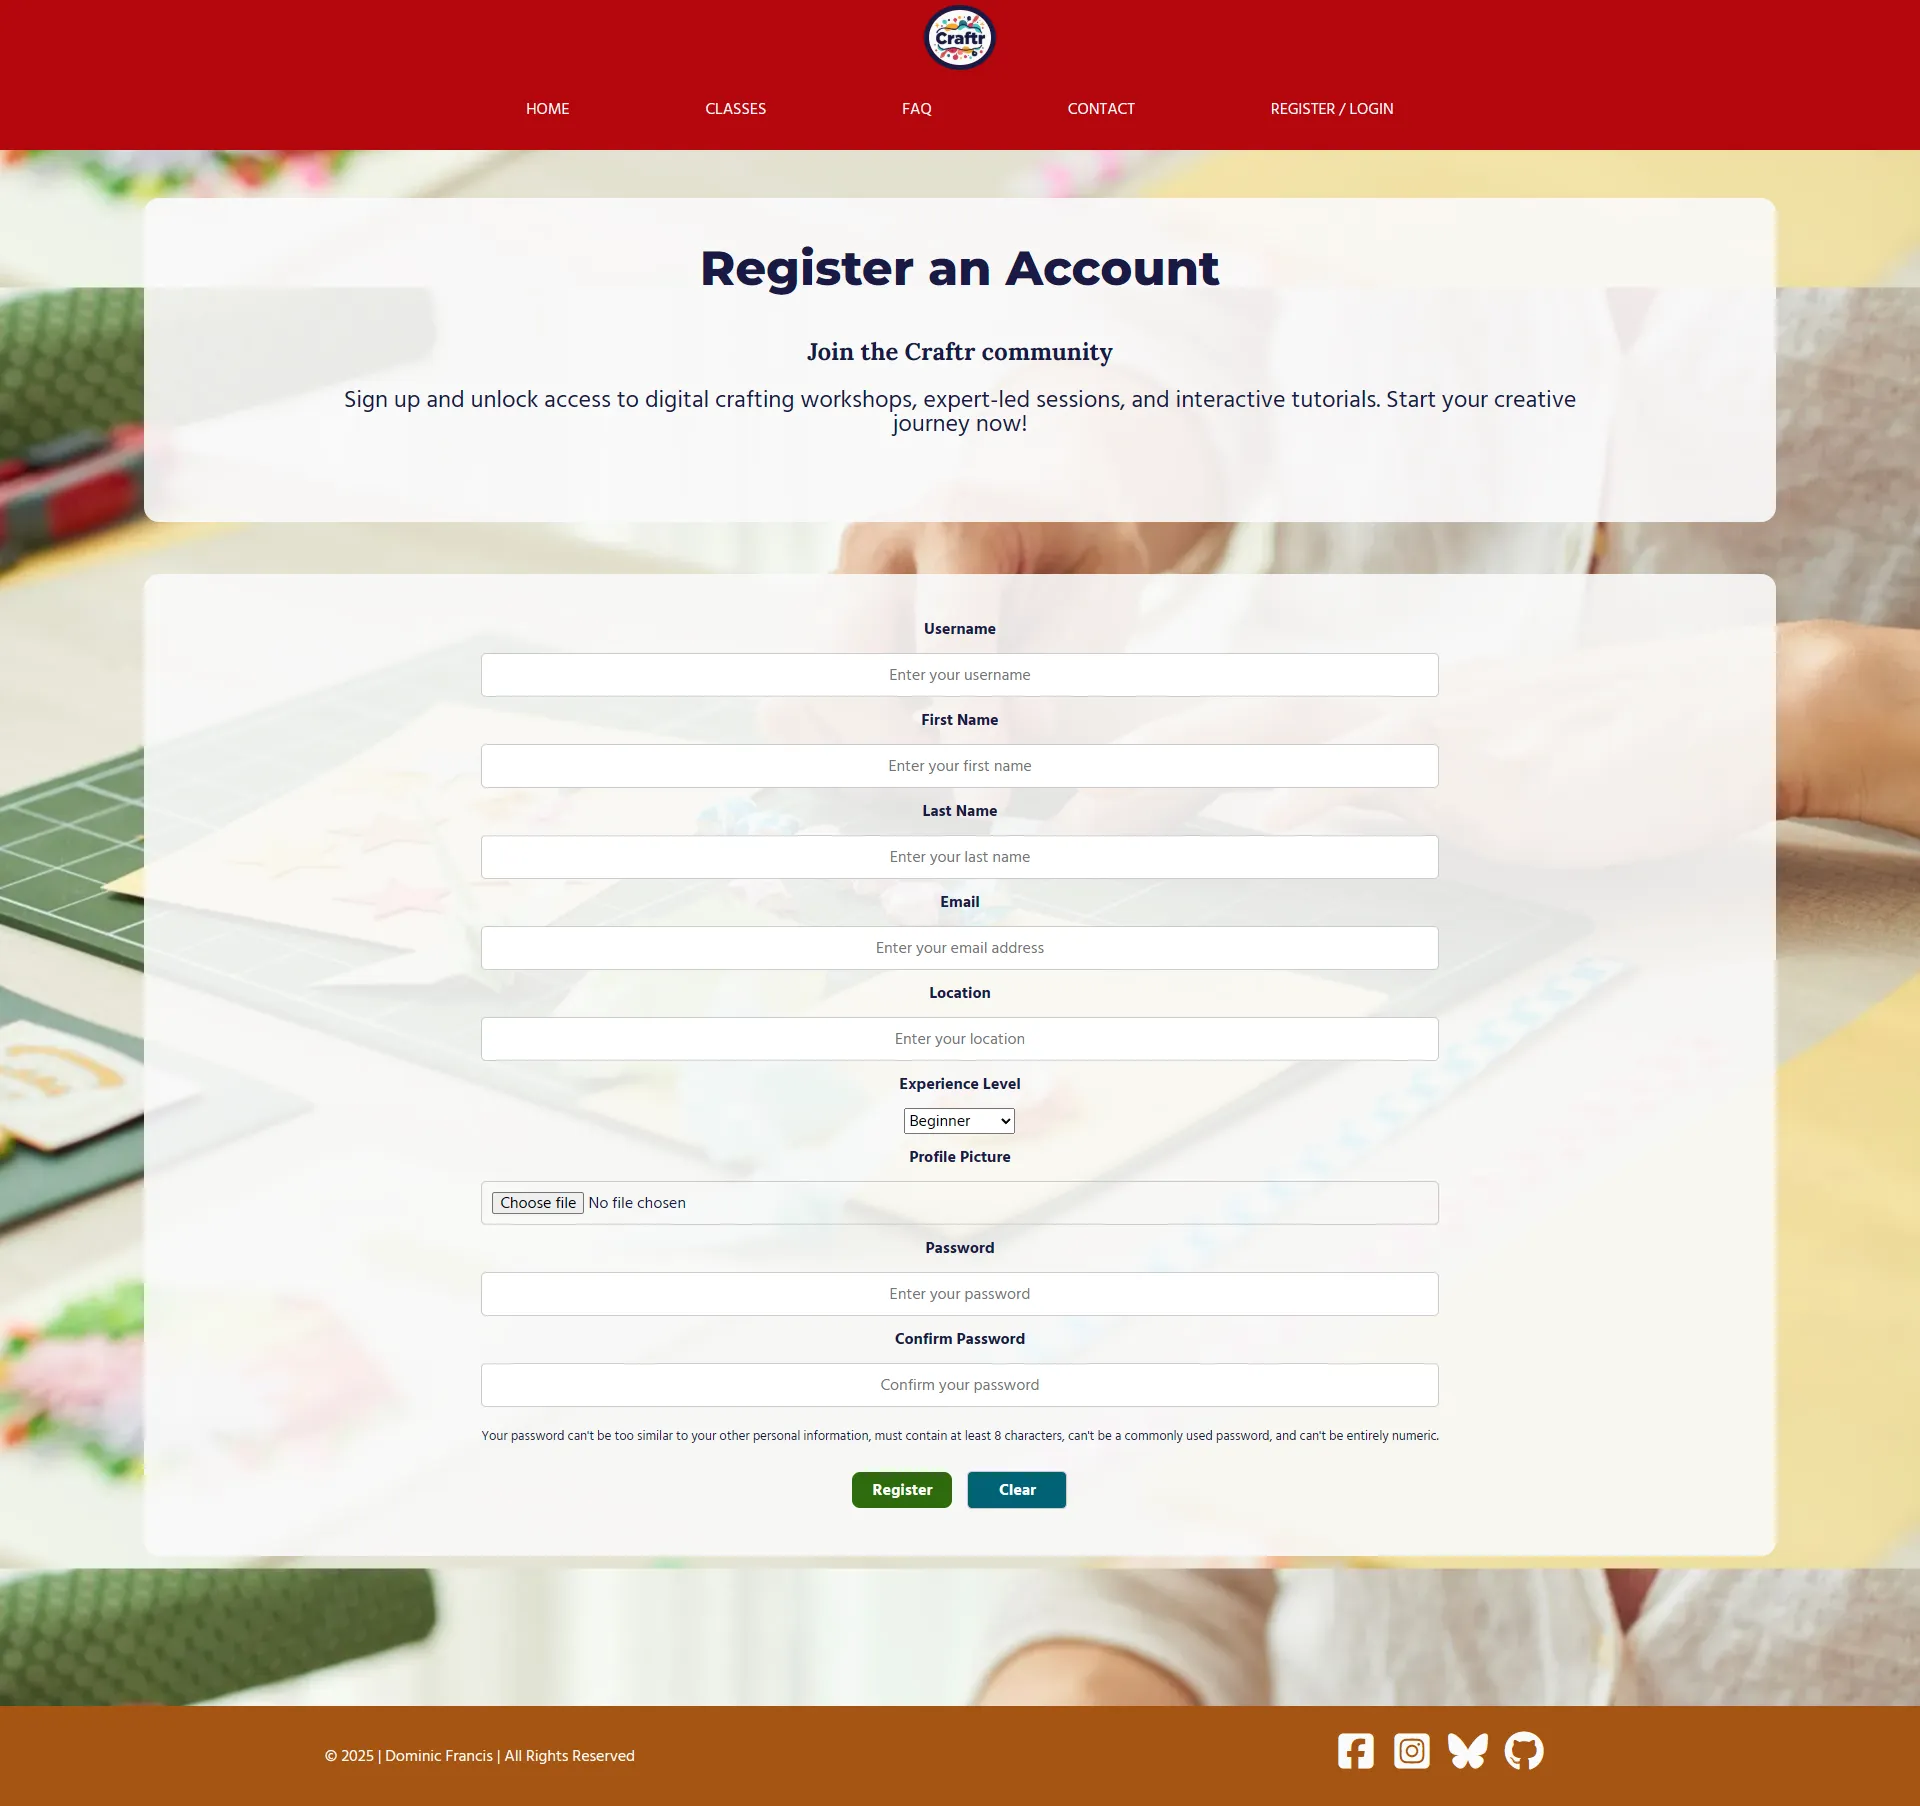 Craftr
HOME CLASSES FAQ CONTACT REGISTER / LOGIN
Register an Account
Join the Craftr community
Sign up and unlock access to digital crafting workshops, expert-led sessions, and interactive tutorials. Start your creative
journey now!
Username
Enter your username
First Name
Enter your first name
Last Name
Enter your last name
Email
Enter your email address
Location
Enter your location
Experience Level
Beginner
Profile Picture
Choose file No file chosen
Password
Enter your password
Confirm Password
Confirm your password
Your password can't be too similar to your other personal information, must contain at least 8 characters, can't be a commonly used password, and can't be entirely numeric.
Register Clear
© 2025 | Dominic Francis | All Rights Reserved